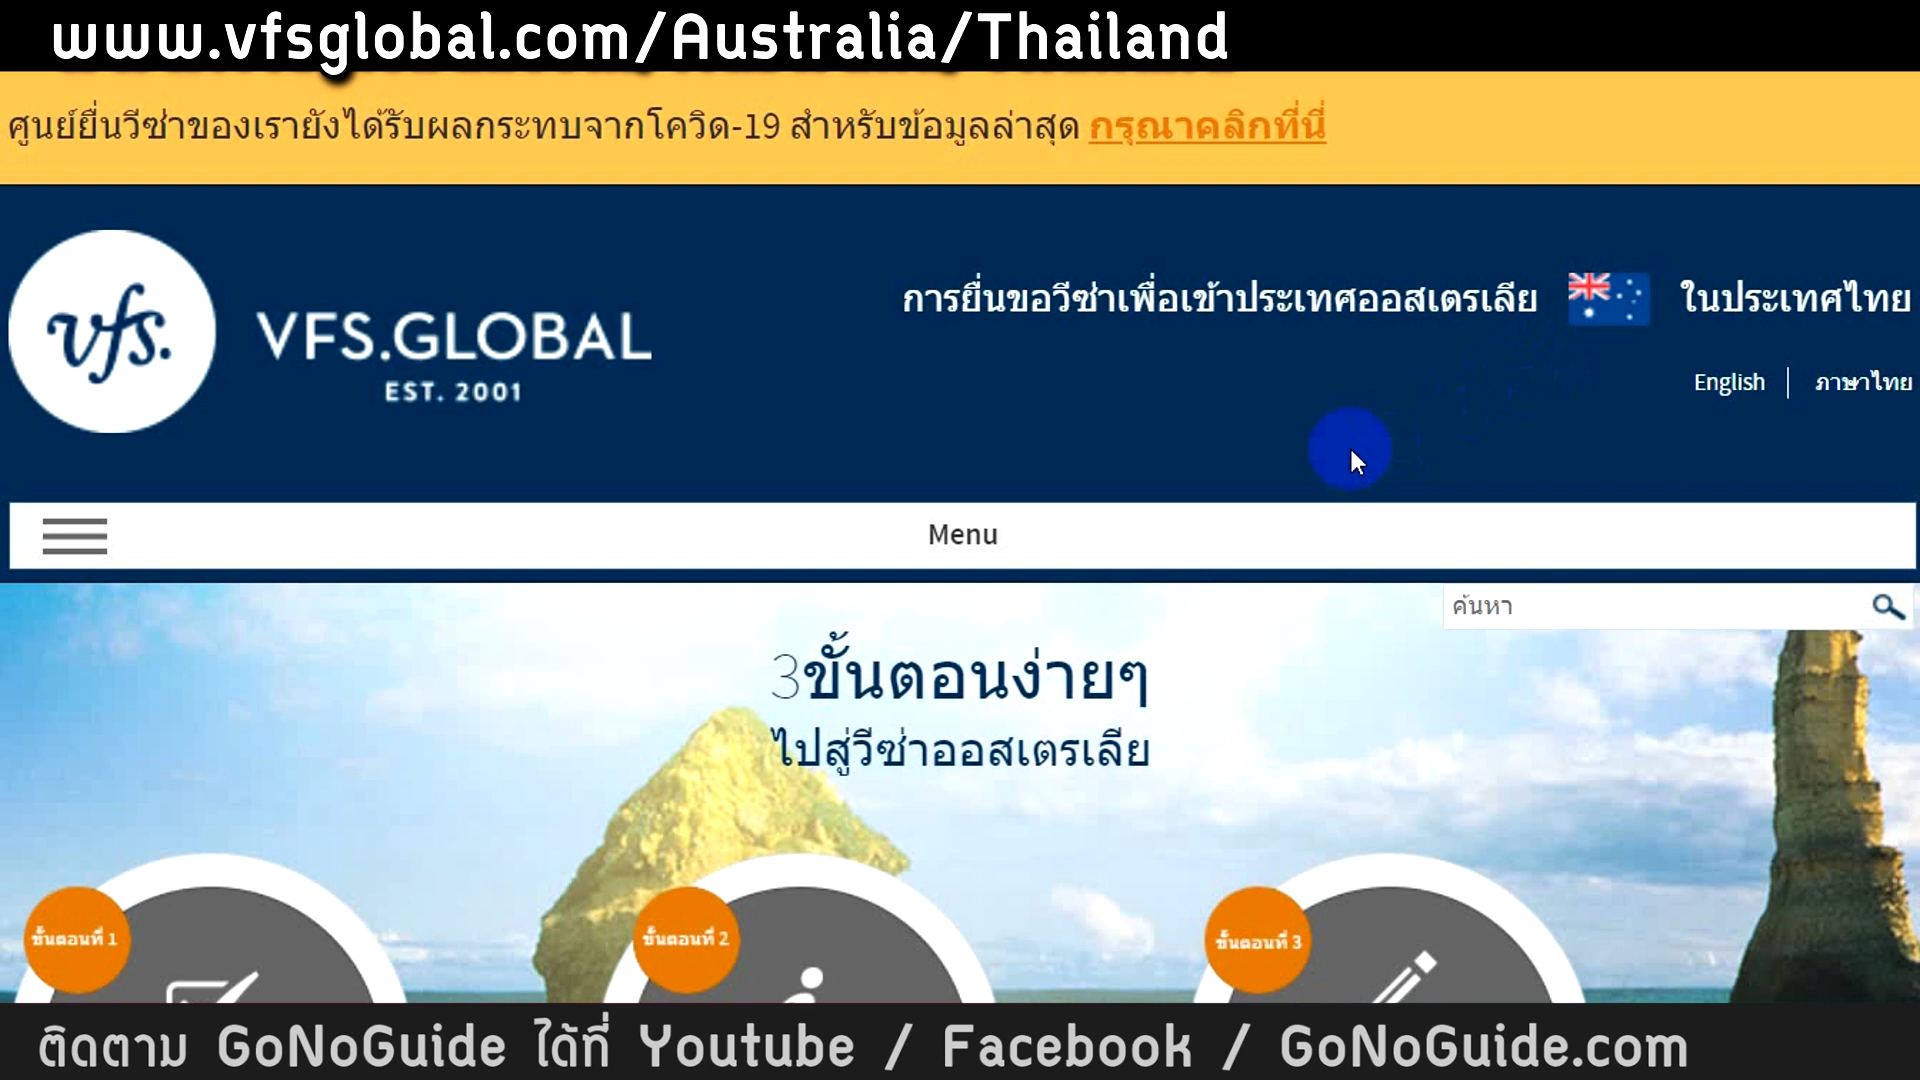 www.vfsglobal.com/Australia/Thailand
ศูนย์ยื่นวีซ่าของเรายังได้รับผลกระทบจากโควิด-19 สำหรับข้อมูลล่าสุด กรุณาคลิกที่นี่
vfs.
VFS.GLOBAL
EST. 2001
การยื่นขอวีซ่าเพื่อเข้าประเทศออสเตรเลีย ในประเทศไทย
English | ภาษาไทย
Menu
ค้นหา
3ขั้นตอนง่ายๆ
ไปสู่วีซ่าออสเตรเลีย
ขั้นตอนที่ 1
ขั้นตอนที่ 2
ขั้นตอนที่ 3
ติดตาม GoNoGuide ได้ที่ Youtube / Facebook / GoNoGuide.com